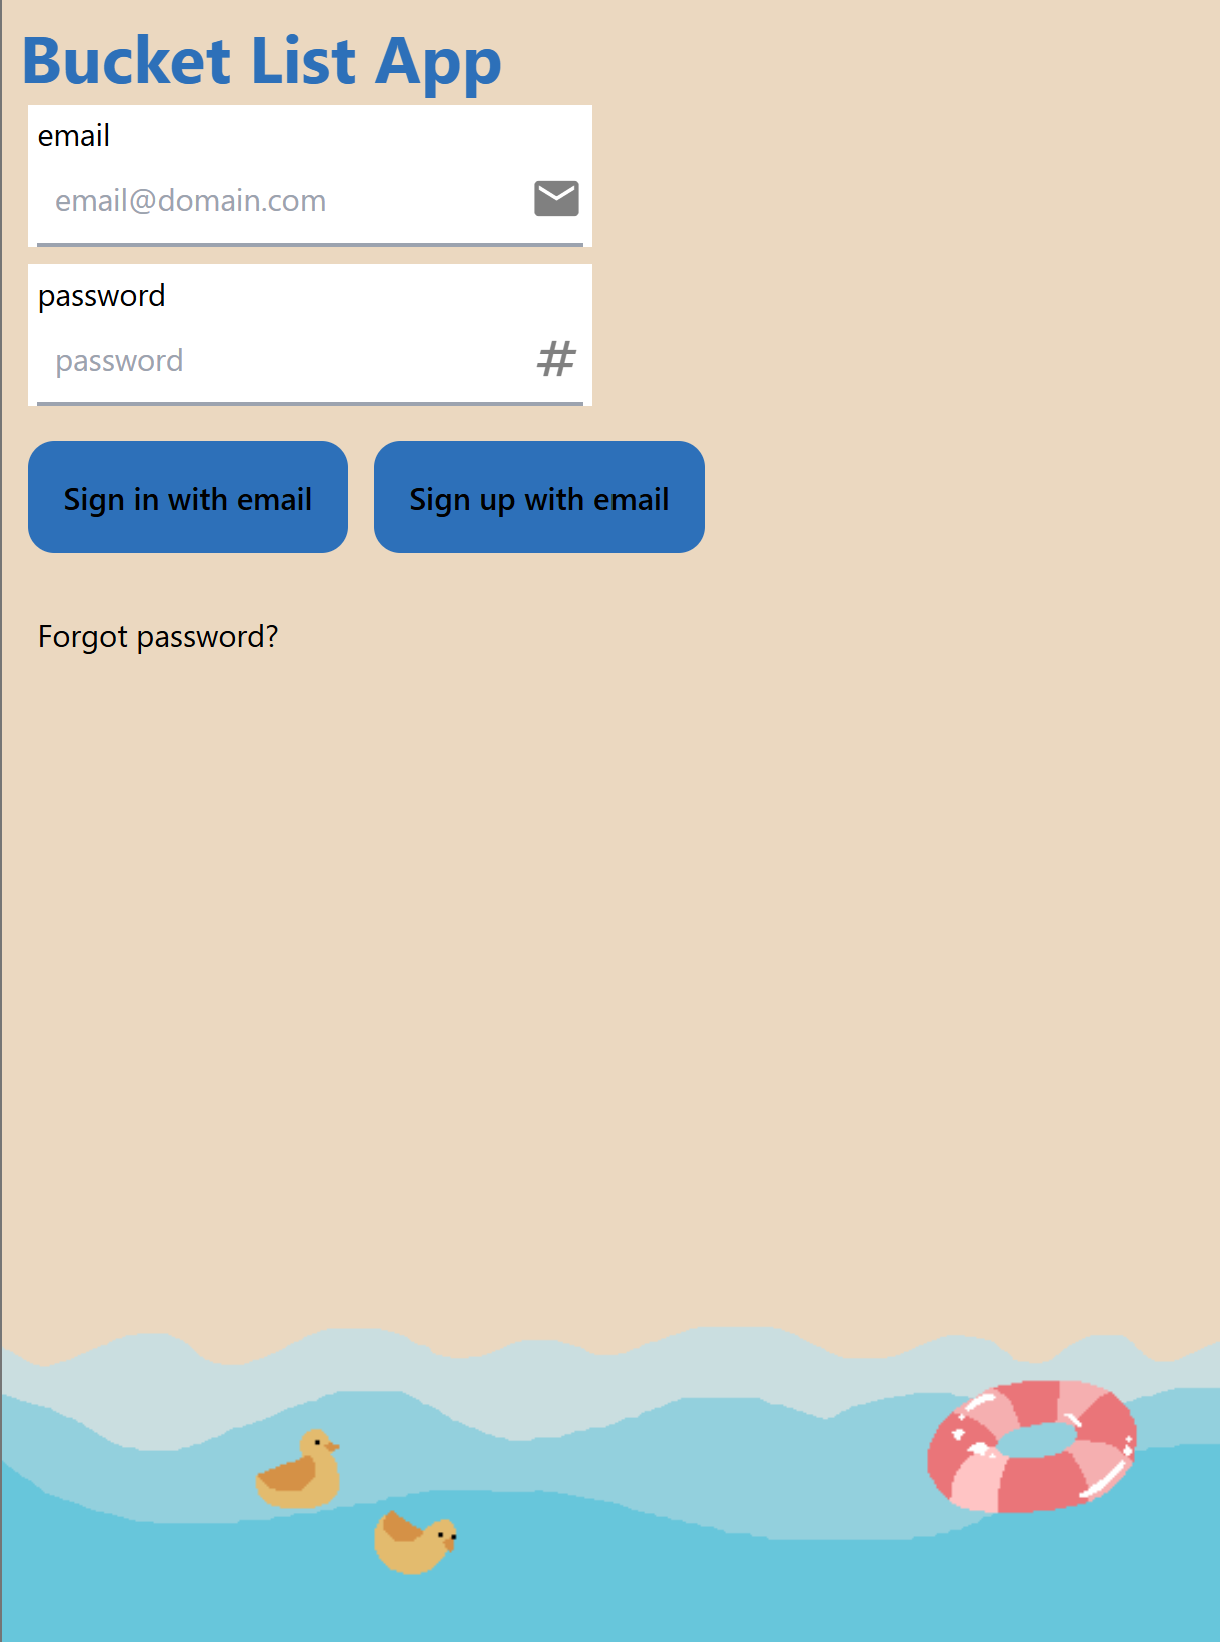 Bucket List App
email
email@domain.com
password
password
#
Sign in with email
Sign up with email
Forgot password?